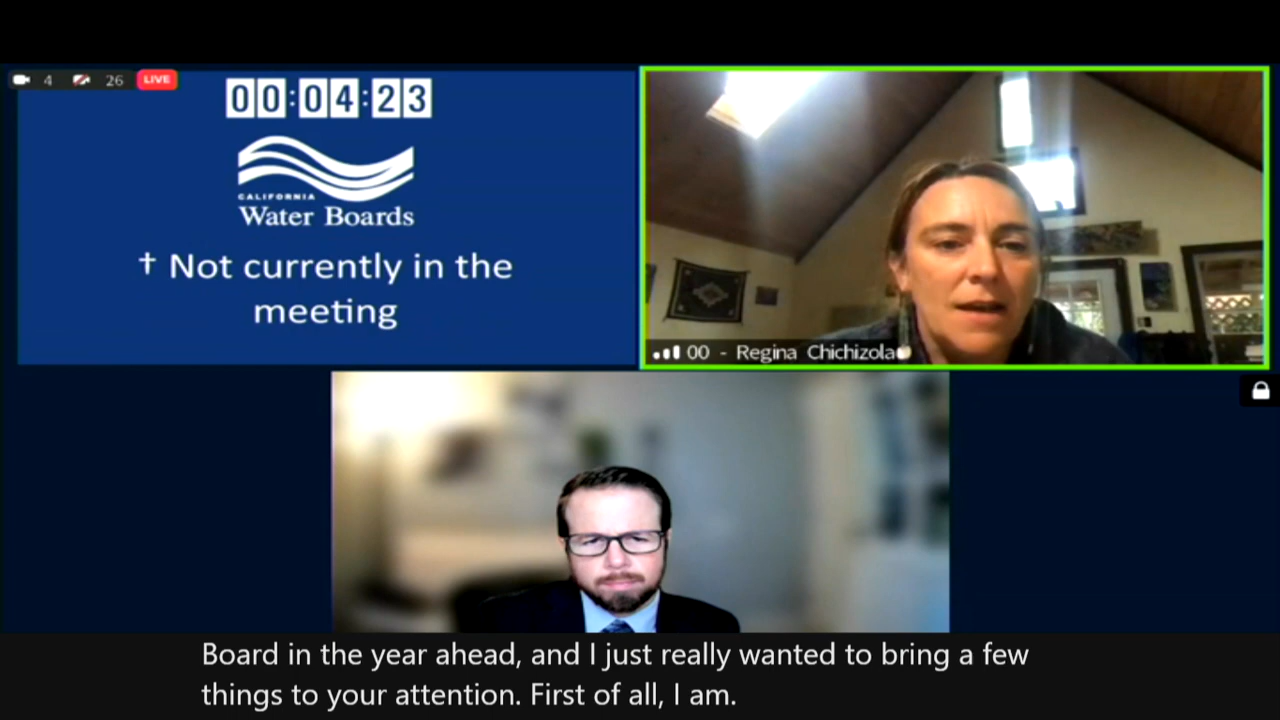 4 26 LIVE
00:04:23
CALIFORNIA
Water Boards
† Not currently in the
meeting
00 - Regina Chichizola
Board in the year ahead, and I just really wanted to bring a few
things to your attention. First of all, I am.